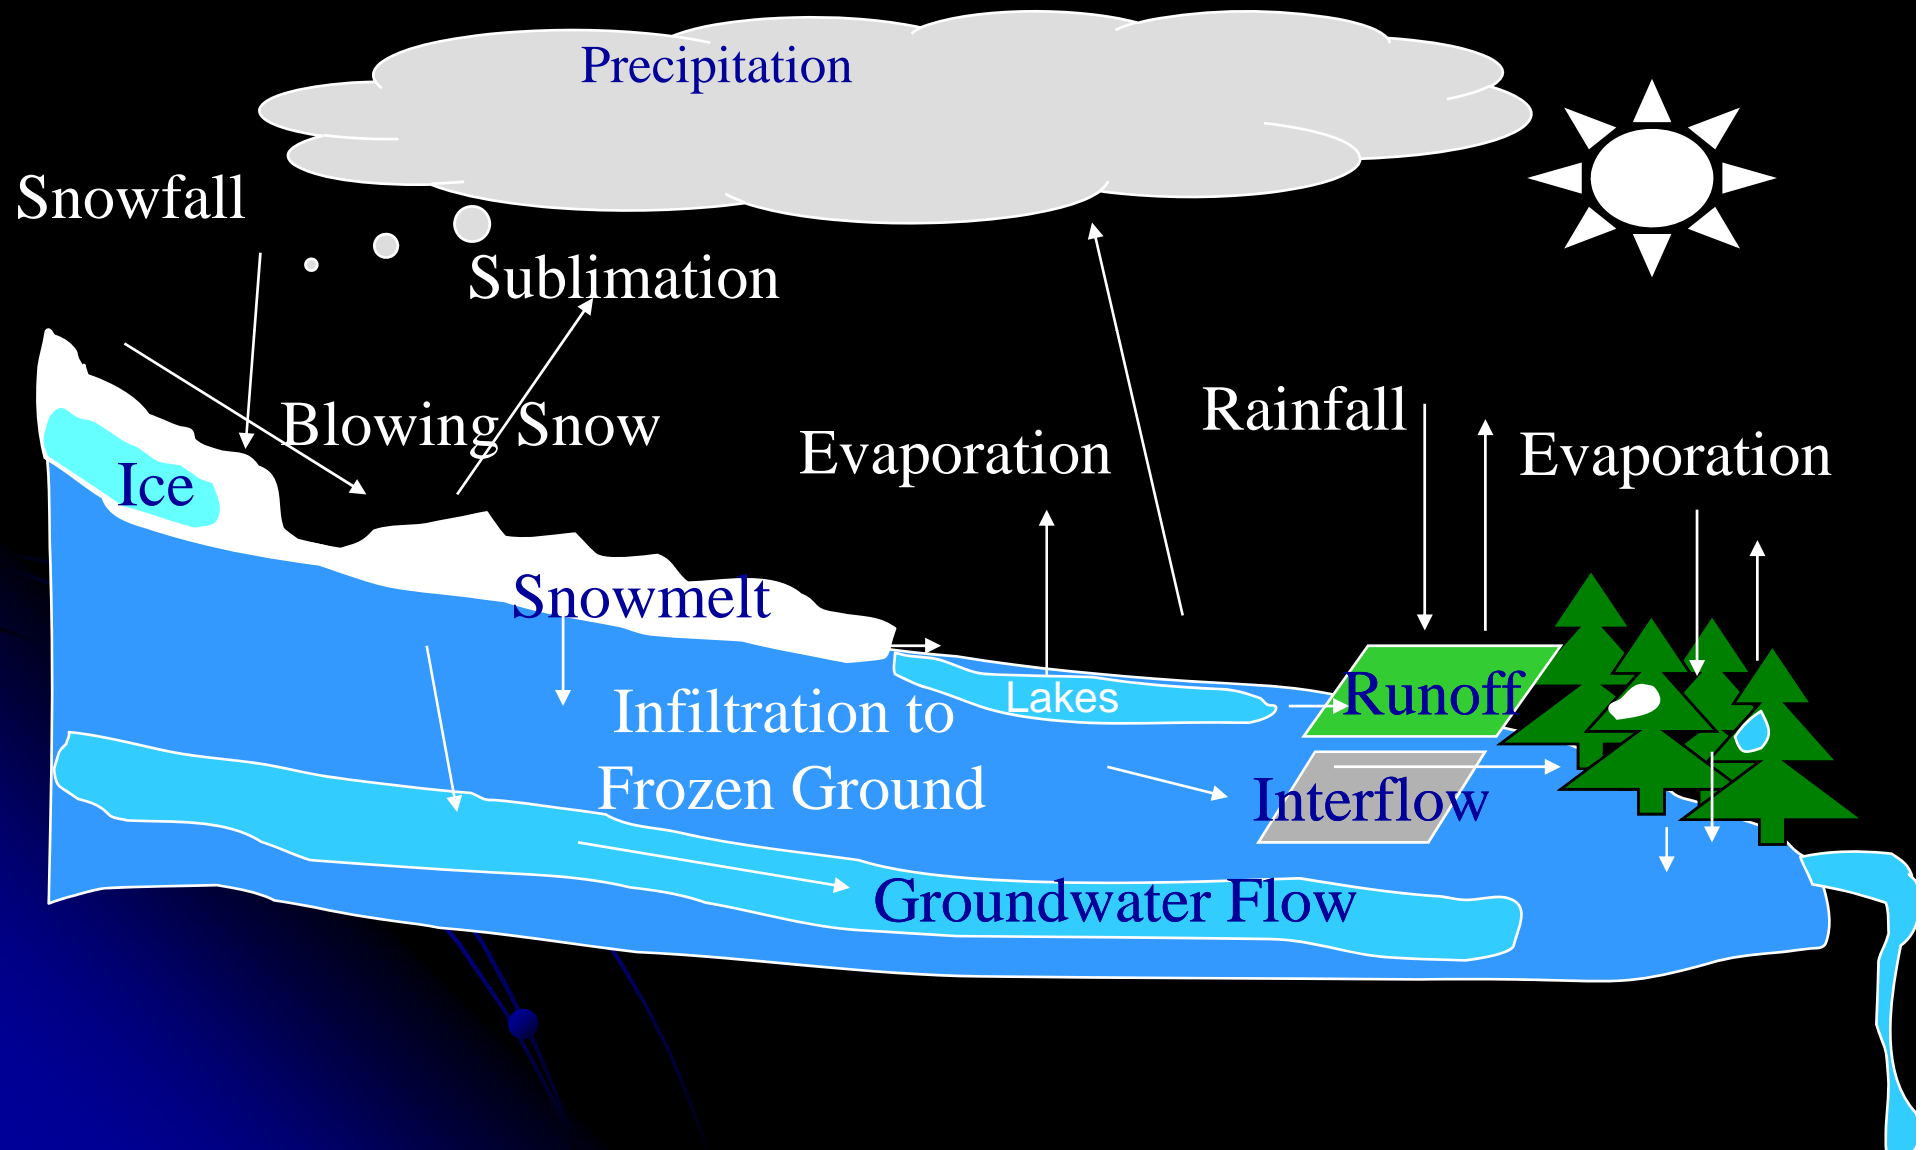 Precipitation
Snowfall
Sublimation
Blowing Snow
Rainfall
Evaporation
Evaporation
Ice
Snowmelt
Lakes
Runoff
Infiltration to
Frozen Ground
Interflow
Groundwater Flow